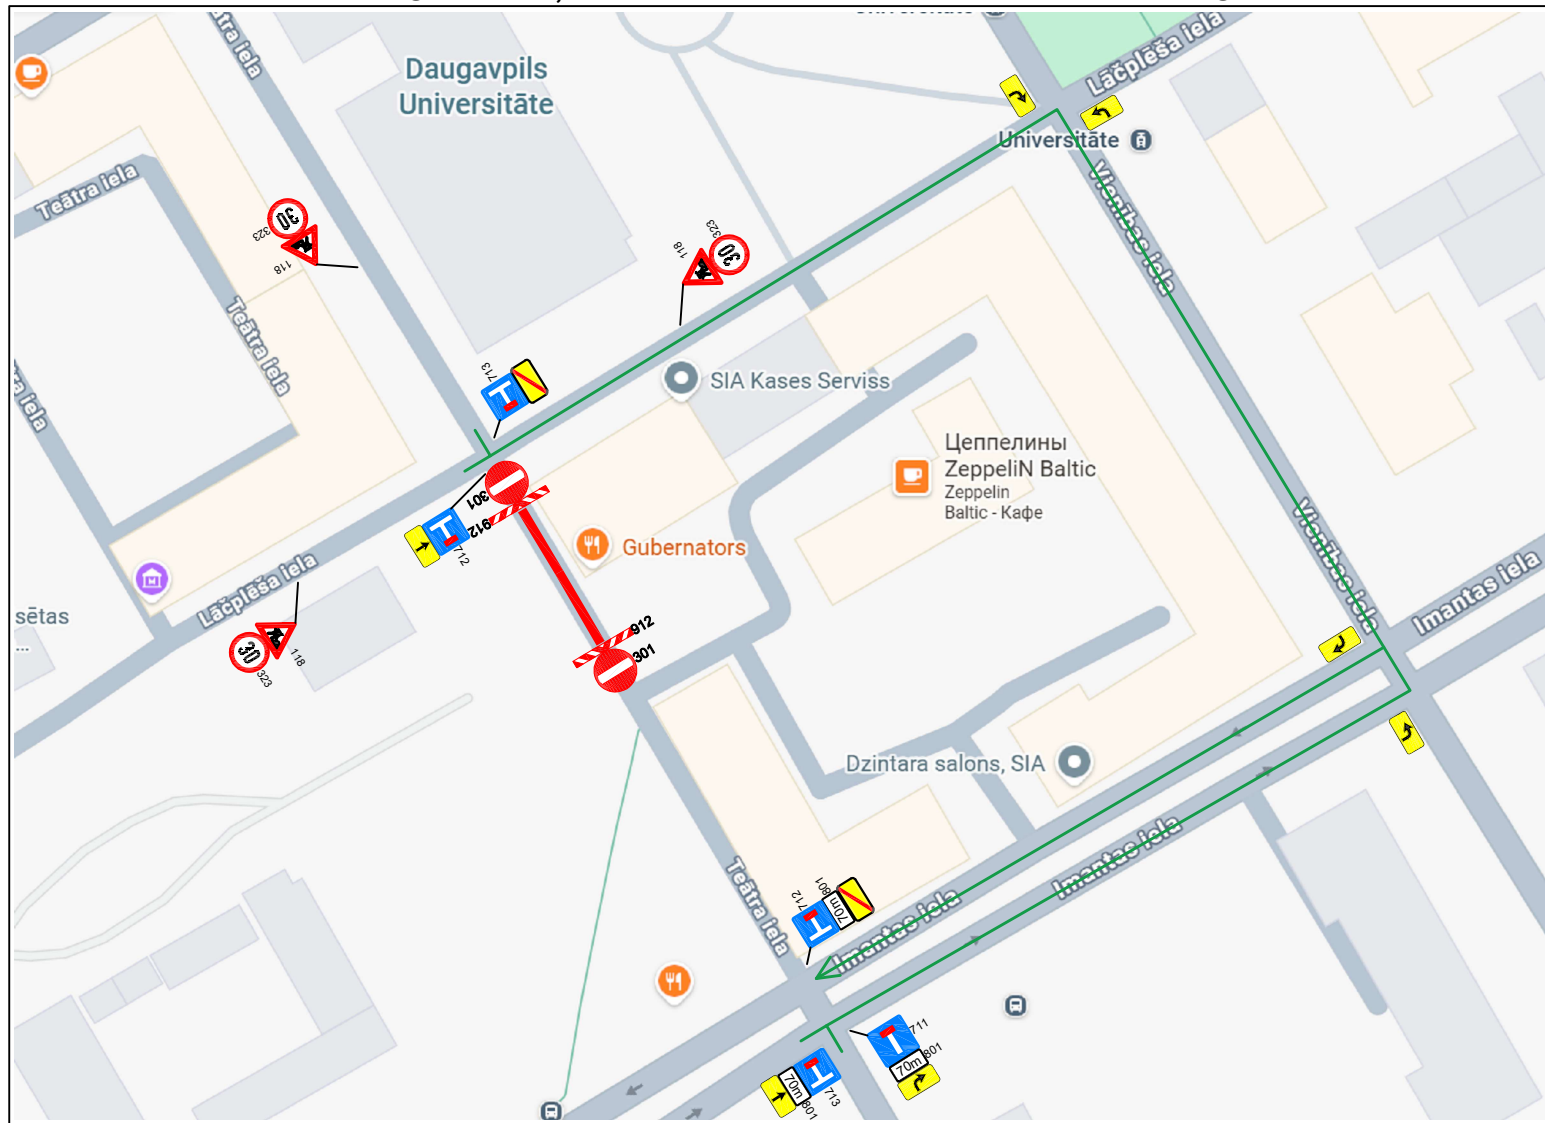 Universitāte
Lāčplēša iela
Daugavpils
Universitāte
Universitāte
Teātra iela
Vienības iela
323
118
323
118
Teātra iela
713
SIA Kases Serviss
Цеппелины
ZeppeliN Baltic
Zeppelin
Baltic - Кафе
301
912
712
Gubernators
Vienības iela
Imantas iela
Lāčplēša iela
sētas
...
912
301
118
323
Dzintara salons, SIA
Imantas iela
Teātra iela
801
70m
712
Imantas iela
711
801
70m
70m
801
713
30
30
30